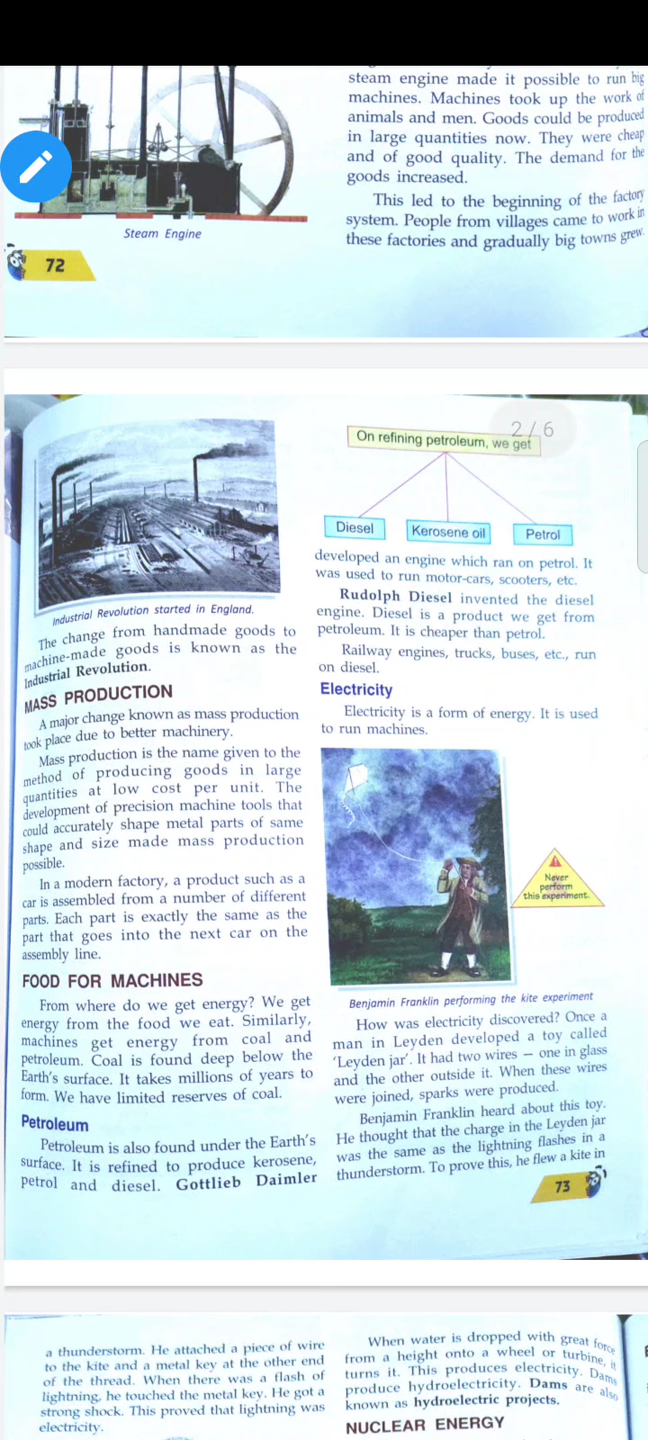 steam engine made it possible to run big
machines. Machines took up the work of
animals and men. Goods could be produced
in large quantities now. They were cheap
and of good quality. The demand for the
goods increased.
This led to the beginning of the factory
system. People from villages came to work in
these factories and gradually big towns grew.
Steam Engine
72
2 / 6
Industrial Revolution started in England.
The change from handmade goods to
machine-made goods is known as the
Industrial Revolution.
MASS PRODUCTION
A major change known as mass production
took place due to better machinery.
Mass production is the name given to the
method of producing goods in large
quantities at low cost per unit. The
development of precision machine tools that
could accurately shape metal parts of same
shape and size made mass production
possible.
In a modern factory, a product such as a
car is assembled from a number of different
parts. Each part is exactly the same as the
part that goes into the next car on the
assembly line.
FOOD FOR MACHINES
From where do we get energy? We get
energy from the food we eat. Similarly,
machines get energy from coal and
petroleum. Coal is found deep below the
Earth's surface. It takes millions of years to
form. We have limited reserves of coal.
Petroleum
Petroleum is also found under the Earth's
surface. It is refined to produce kerosene,
petrol and diesel. Gottlieb Daimler
On refining petroleum, we get
Diesel
Kerosene oil
Petrol
developed an engine which ran on petrol. It
was used to run motor-cars, scooters, etc.
Rudolph Diesel invented the diesel
engine. Diesel is a product we get from
petroleum. It is cheaper than petrol.
Railway engines, trucks, buses, etc., run
on diesel.
Electricity
Electricity is a form of energy. It is used
to run machines.
Never
perform
this experiment.
Benjamin Franklin performing the kite experiment
How was electricity discovered? Once a
man in Leyden developed a toy called
'Leyden jar'. It had two wires — one in glass
and the other outside it. When these wires
were joined, sparks were produced.
Benjamin Franklin heard about this toy.
He thought that the charge in the Leyden jar
was the same as the lightning flashes in a
thunderstorm. To prove this, he flew a kite in
73
a thunderstorm. He attached a piece of wire
to the kite and a metal key at the other end
of the thread. When there was a flash of
lightning, he touched the metal key. He got a
strong shock. This proved that lightning was
electricity.
When water is dropped with great force
from a height onto a wheel or turbine, it
turns it. This produces electricity. Dams
produce hydroelectricity. Dams are also
known as hydroelectric projects.
NUCLEAR ENERGY